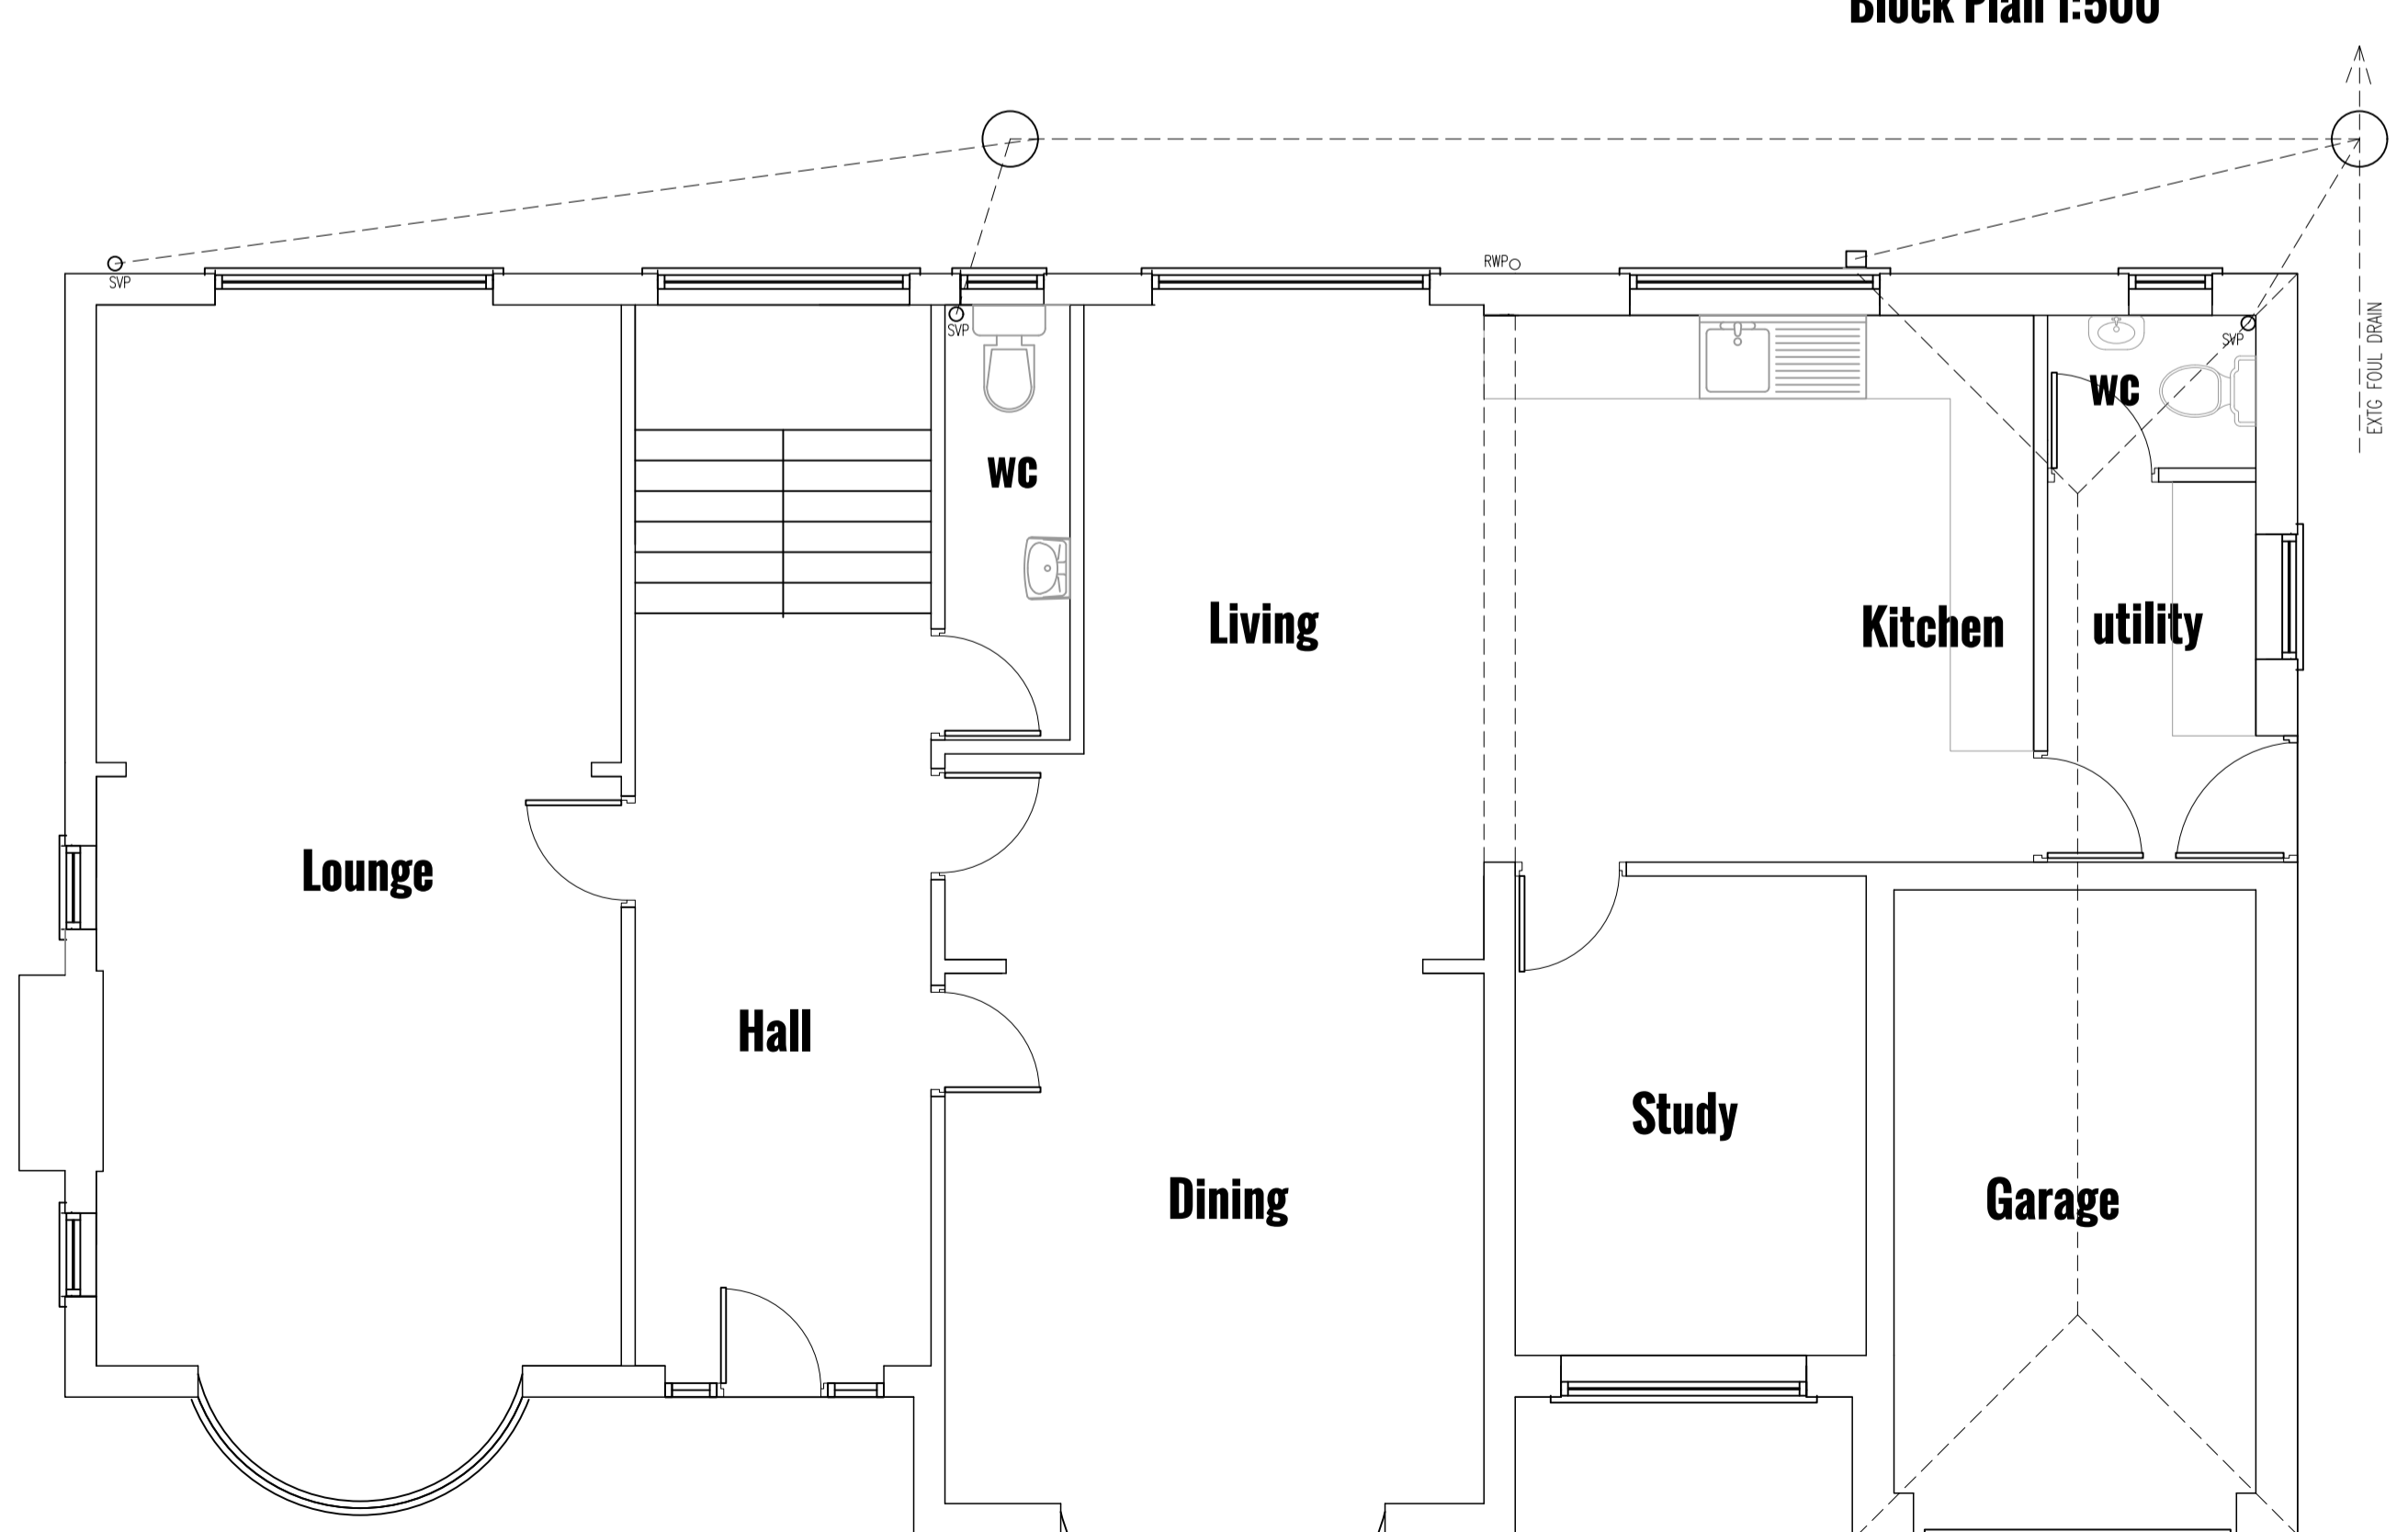 Block Plan 1:500
SVP
RWP
SVP
SVP
EXTG FOUL DRAIN
wc
wc
Living
Kitchen
utility
Lounge
Hall
Study
Dining
Garage